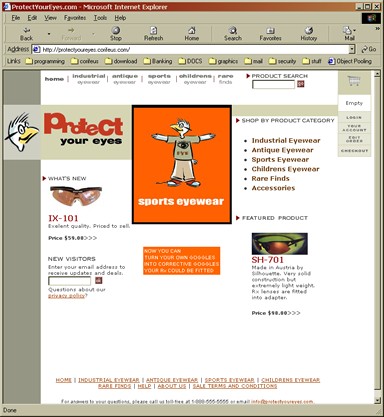 ProtectYourEyes.com - Microsoft Internet Explorer
File Edit View Favorites Tools Help
Back Forward Stop Refresh Home Search Favorites History Mail
Address http://protectyoureyes.confeus.com/ Go
Links programming confeus download Banking DOCS graphics mail security stuff Object Pooling
home | industrial eyewear | antique eyewear | sports eyewear | childrens eyewear | rare finds
PRODUCT SEARCH
Empty
LOGIN
YOUR ACCOUNT
EDIT ORDER
CHECKOUT
Protect
your eyes
sports eyewear
SHOP BY PRODUCT CATEGORY
Industrial Eyewear
Antique Eyewear
Sports Eyewear
Childrens Eyewear
Rare Finds
Accessories
WHAT'S NEW
IX-101
Exelent quality. Priced to sell.
Price $59.00>>>
NEW VISITORS
Enter your email address to
receive updates and deals.
Questions about our
privacy policy?
NOW YOU CAN
TURN YOUR OWN GOGGLES
INTO CORRECTIVE GOGGLES
YOUR Rx COULD BE FITTED
FEATURED PRODUCT
SH-701
Made in Austria by
Silhouette. Very solid
construction but
extremely light weight.
Rx lenses are fitted
into adapter.
Price $98.00>>>
HOME | INDUSTRIAL EYEWEAR | ANTIQUE EYEWEAR | SPORTS EYEWEAR | CHILDRENS EYEWEAR
RARE FINDS | HELP | ABOUT US | SALE TERMS AND CONDITIONS
For answers to your questions, please call us toll free at 1-888-555-5555 or email info@protectyoureyez.com
Done